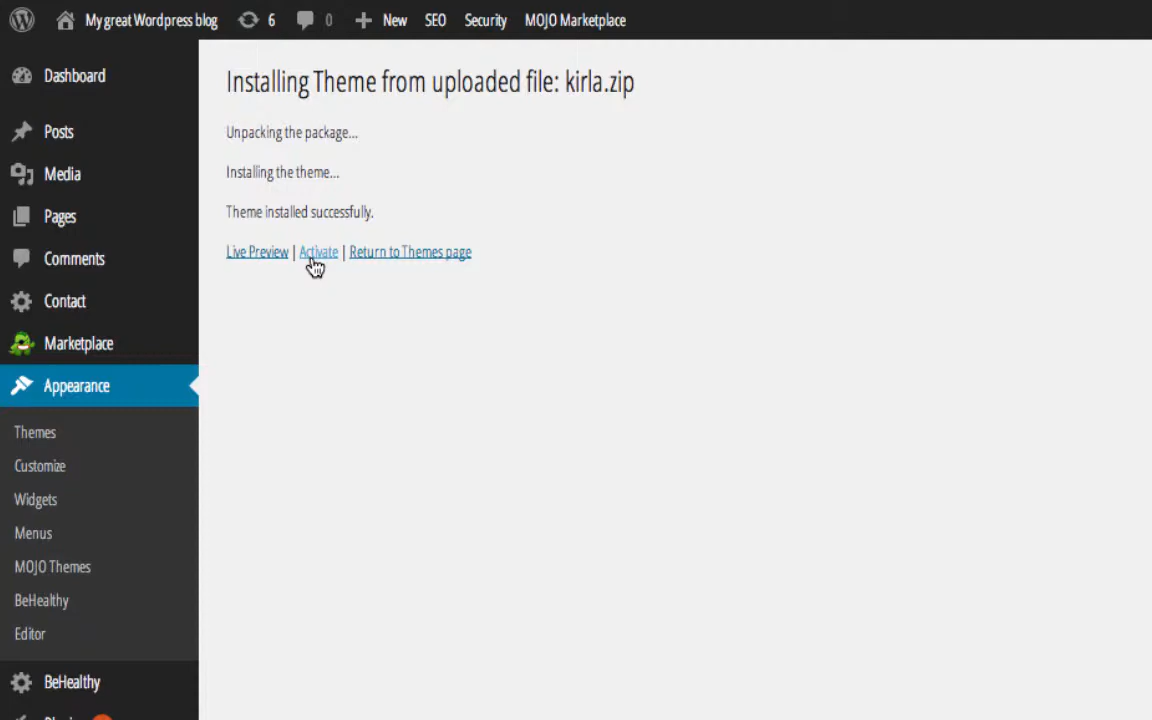 My great Wordpress blog 6 0 New SEO Security MOJO Marketplace
Dashboard
Posts
Media
Pages
Comments
Contact
Marketplace
Appearance
Themes
Customize
Widgets
Menus
MOJO Themes
BeHealthy
Editor
BeHealthy
Installing Theme from uploaded file: kirla.zip
Unpacking the package...
Installing the theme...
Theme installed successfully.
Live Preview | Activate | Return to Themes page